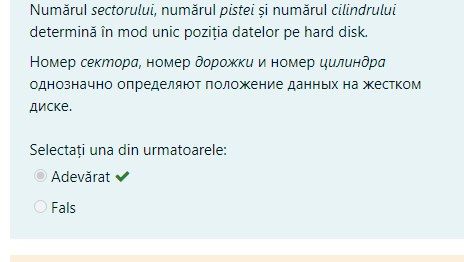 Numărul sectorului, numărul pistei și numărul cilindrului
determină în mod unic poziția datelor pe hard disk.
Номер сектора, номер дорожки и номер цилиндра
однозначно определяют положение данных на жестком
диске.
Selectați una din urmatoarele:
Adevărat
Fals